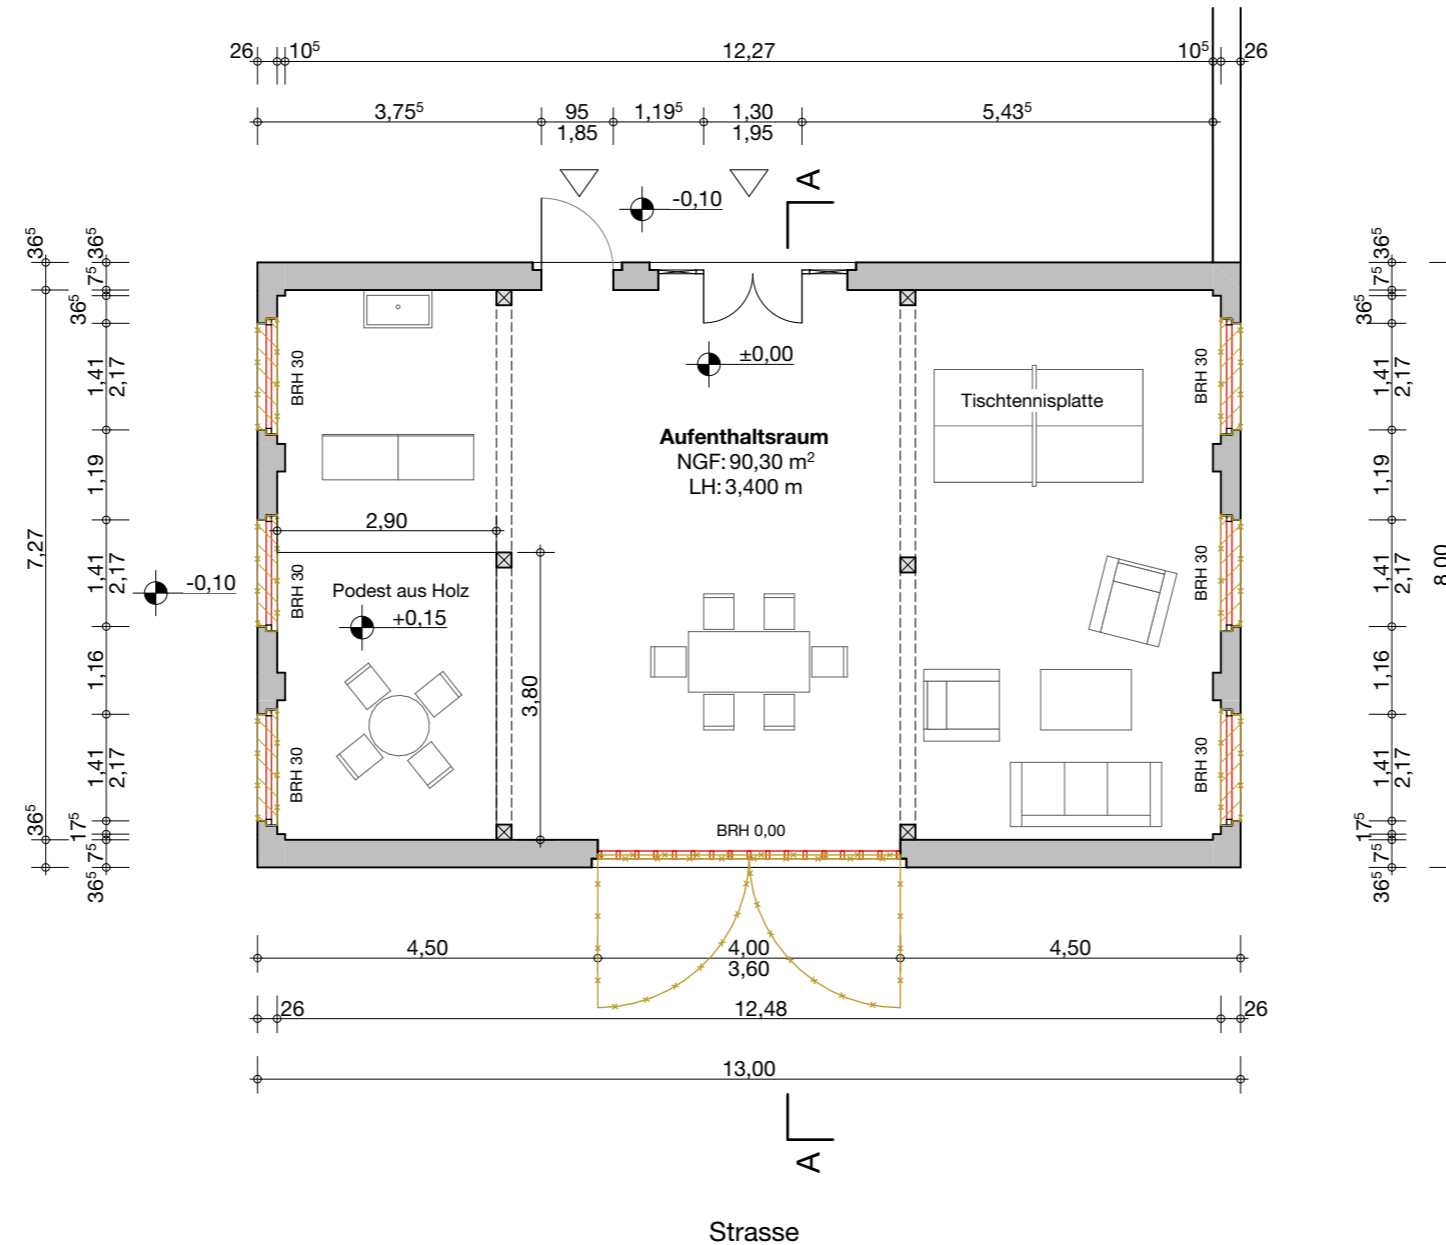 26 10⁵ 12,27 10⁵ 26
3,75⁵ 95 1,19⁵ 1,30 5,43⁵
1,85 1,95
A
-0,10
36⁵ 36⁵ 36⁵
7⁵ 7⁵
36⁵ 36⁵
±0,00
1,41 2,17 BRH 30 BRH 30 1,41 2,17
Tischtennisplatte
Aufenthaltsraum
NGF: 90,30 m²
LH: 3,400 m
1,19 1,19
2,90
7,27 8,00
1,41 2,17 BRH 30 BRH 30 1,41 2,17
-0,10
Podest aus Holz
+0,15
1,16 1,16
3,80
1,41 2,17 BRH 30 BRH 30 1,41 2,17
BRH 0,00
36⁵ 17⁵ 17⁵
7⁵ 7⁵
36⁵ 36⁵
4,50 4,00 4,50
3,60
26 12,48 26
13,00
A
Strasse